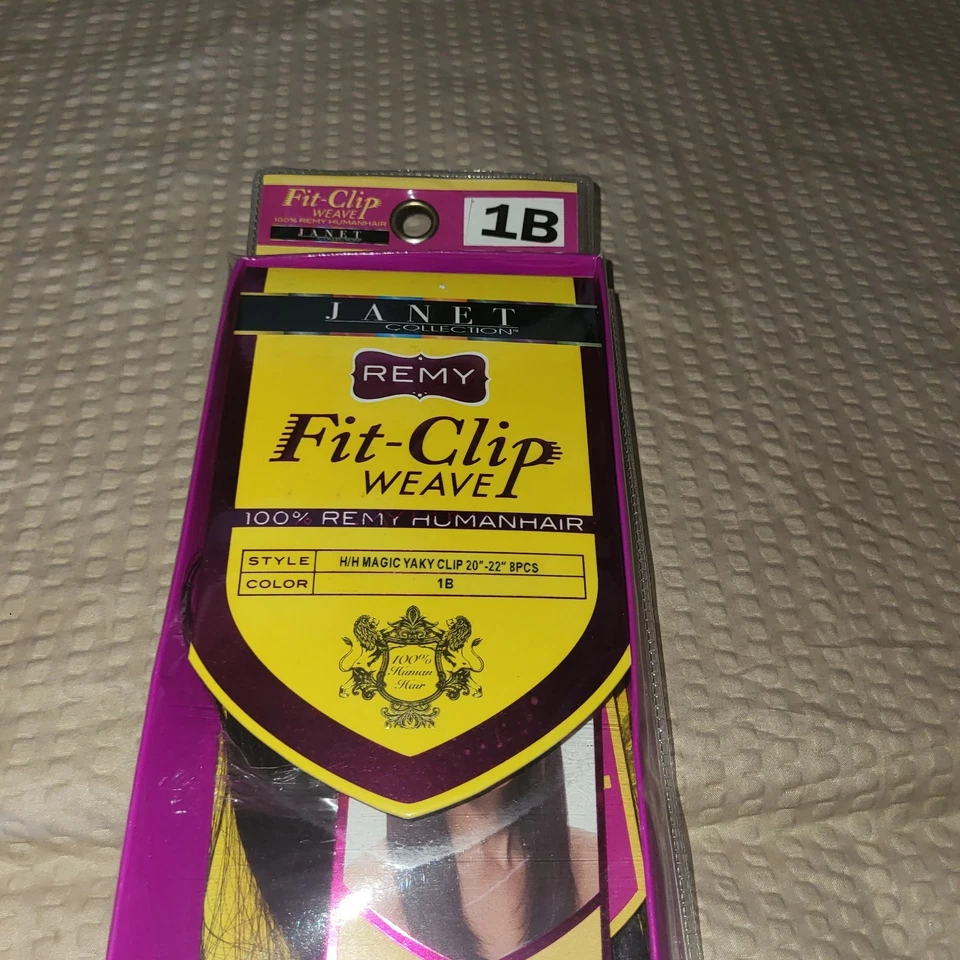 Fit-Clip
WEAVE
100% REMY HUMANHAIR
JANET
1B
JANET
COLLECTION™
REMY
Fit-Clip
WEAVE
100% REMY HUMANHAIR
STYLE H/H MAGIC YAKY CLIP 20"-22" 8PCS
COLOR 1B
100%
Human
Hair